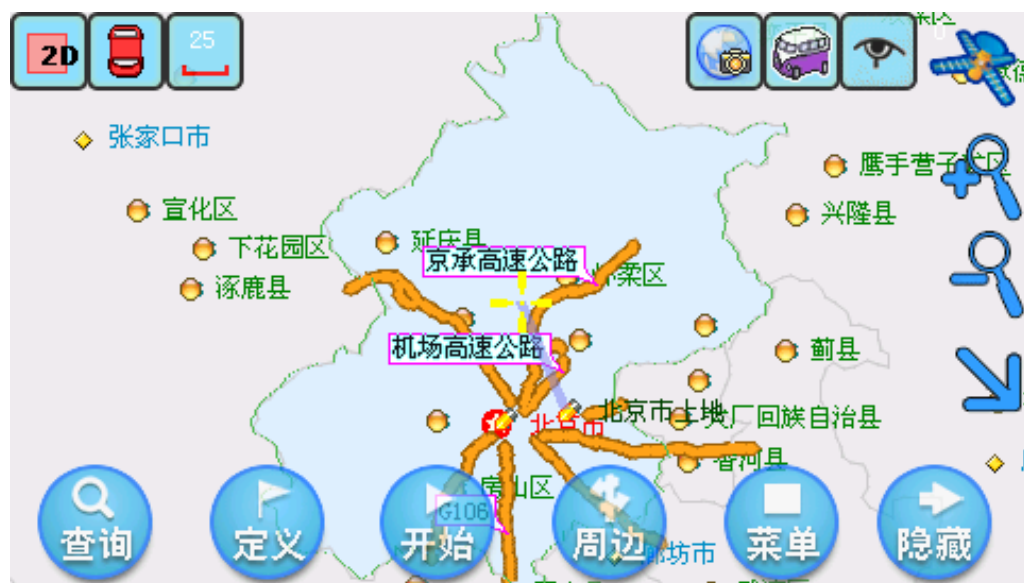 2D
25
张家口市
宣化区
鹰手营子矿区
兴隆县
延庆县
下花园区
京承高速公路
怀柔区
涿鹿县
机场高速公路
蓟县
北京市上地
北京市
大厂回族自治县
香河县
房山区
G106
廊坊市
查询
定义
开始
周边
菜单
隐藏